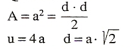 A = a² = d · d / 2
u = 4 a   d = a · √2